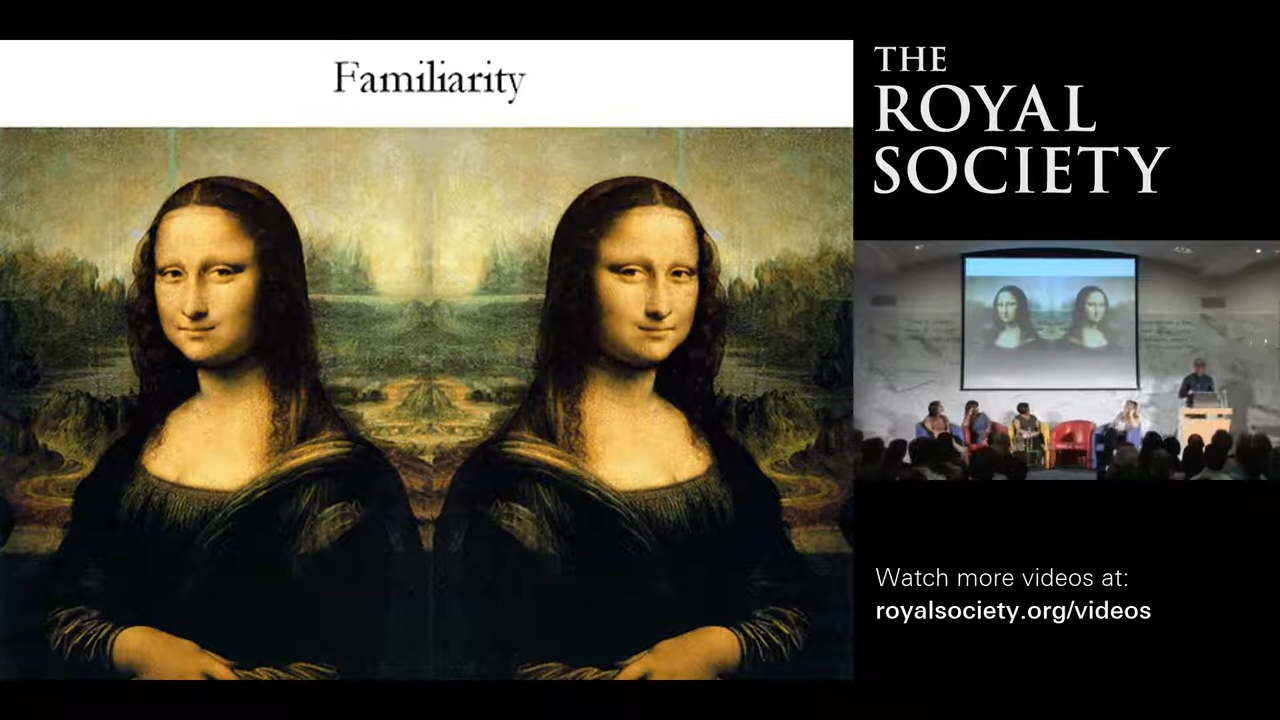 Familiarity
THE
ROYAL
SOCIETY
Watch more videos at:
royalsociety.org/videos